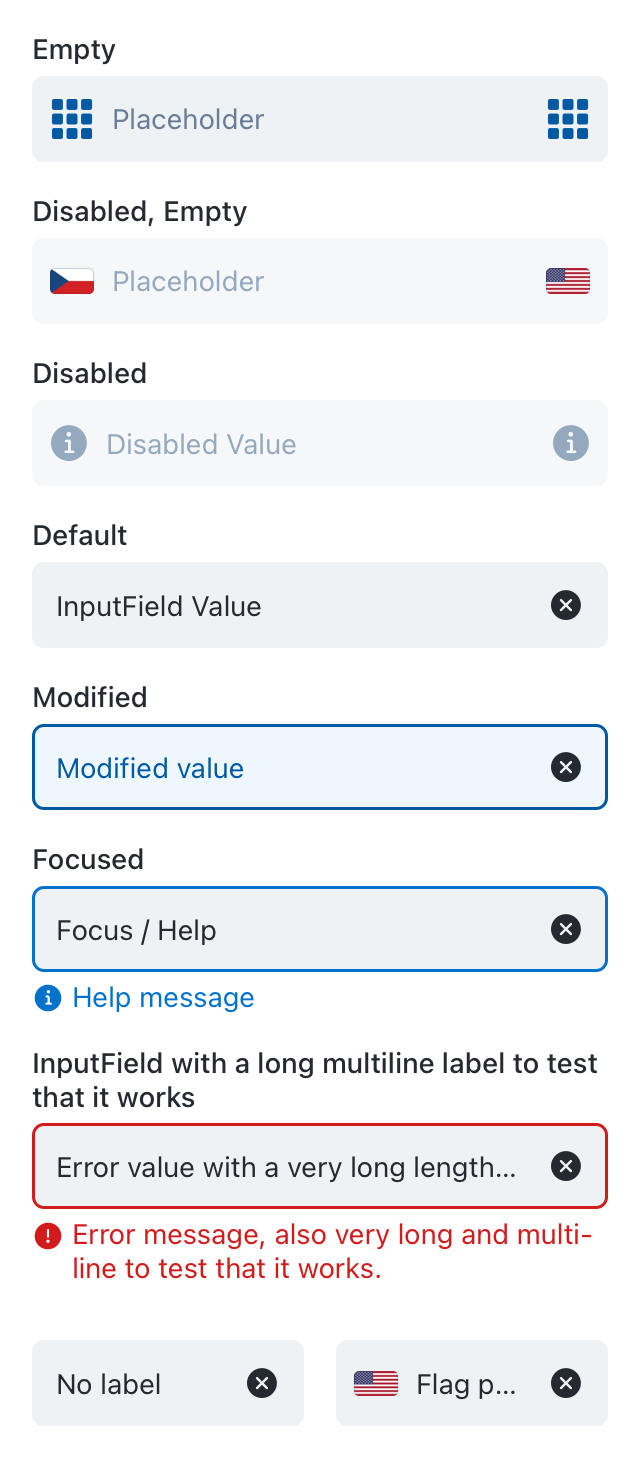 Empty
Placeholder
Disabled, Empty
Placeholder
Disabled
Disabled Value
Default
InputField Value
Modified
Modified value
Focused
Focus / Help
Help message
InputField with a long multiline label to test
that it works
Error value with a very long length...
Error message, also very long and multi-
line to test that it works.
No label
Flag p...